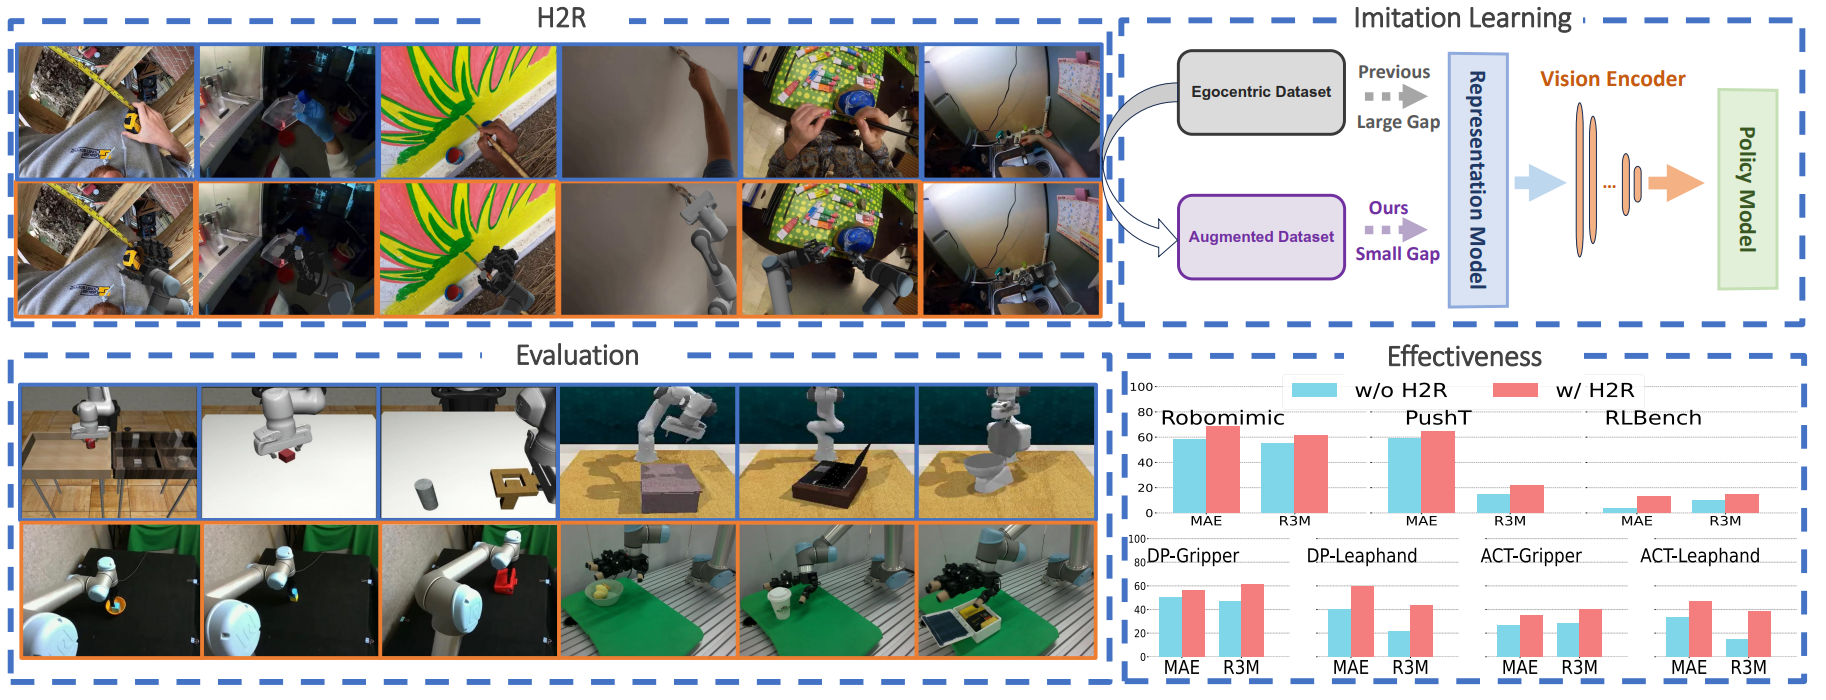 H2R
Imitation Learning
Egocentric Dataset
Previous
Large Gap
Augmented Dataset
Ours
Small Gap
Representation Model
Vision Encoder
...
Policy Model
Evaluation
Effectiveness
w/o H2R
w/ H2R
100
80
60
40
20
0
Robomimic
PushT
RLBench
MAE
R3M
MAE
R3M
MAE
R3M
100
80
60
40
20
0
DP-Gripper
DP-Leaphand
ACT-Gripper
ACT-Leaphand
MAE
R3M
MAE
R3M
MAE
R3M
MAE
R3M